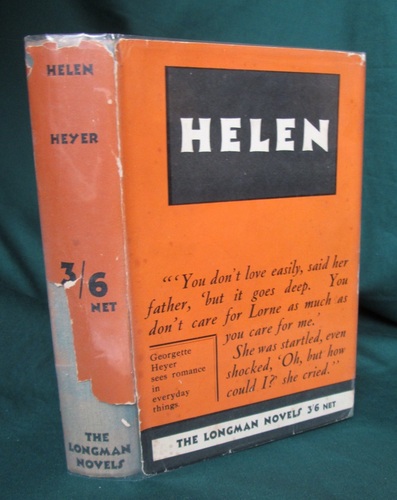 HELEN
HEYER
3/6
NET
THE
LONGMAN
NOVELS
HELEN
"'You don't love easily, said her
father, 'but it goes deep. You
don't care for Lorne as much as
you care for me.'
She was startled, even
shocked, 'Oh, but how
could I?' she cried."
Georgette
Heyer
sees romance
in
everyday
things
THE LONGMAN NOVELS 3/6 NET